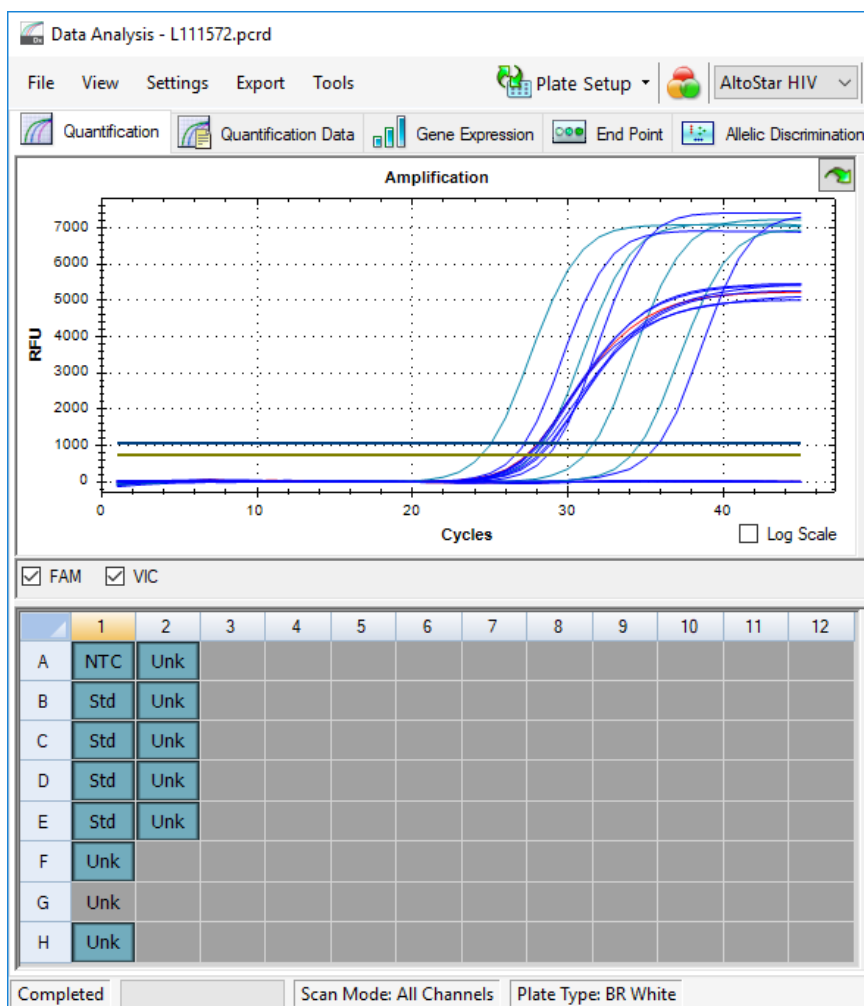 Data Analysis - L111572.pcrd
File View Settings Export Tools Plate Setup AltoStar HIV
Quantification Quantification Data Gene Expression End Point Allelic Discrimination
Amplification
7000
6000
5000
4000
3000
2000
1000
0
RFU
0 10 20 30 40
Cycles
Log Scale
FAM VIC
1 2 3 4 5 6 7 8 9 10 11 12
A NTC Unk
B Std Unk
C Std Unk
D Std Unk
E Std Unk
F Unk
G Unk
H Unk
Completed Scan Mode: All Channels Plate Type: BR White